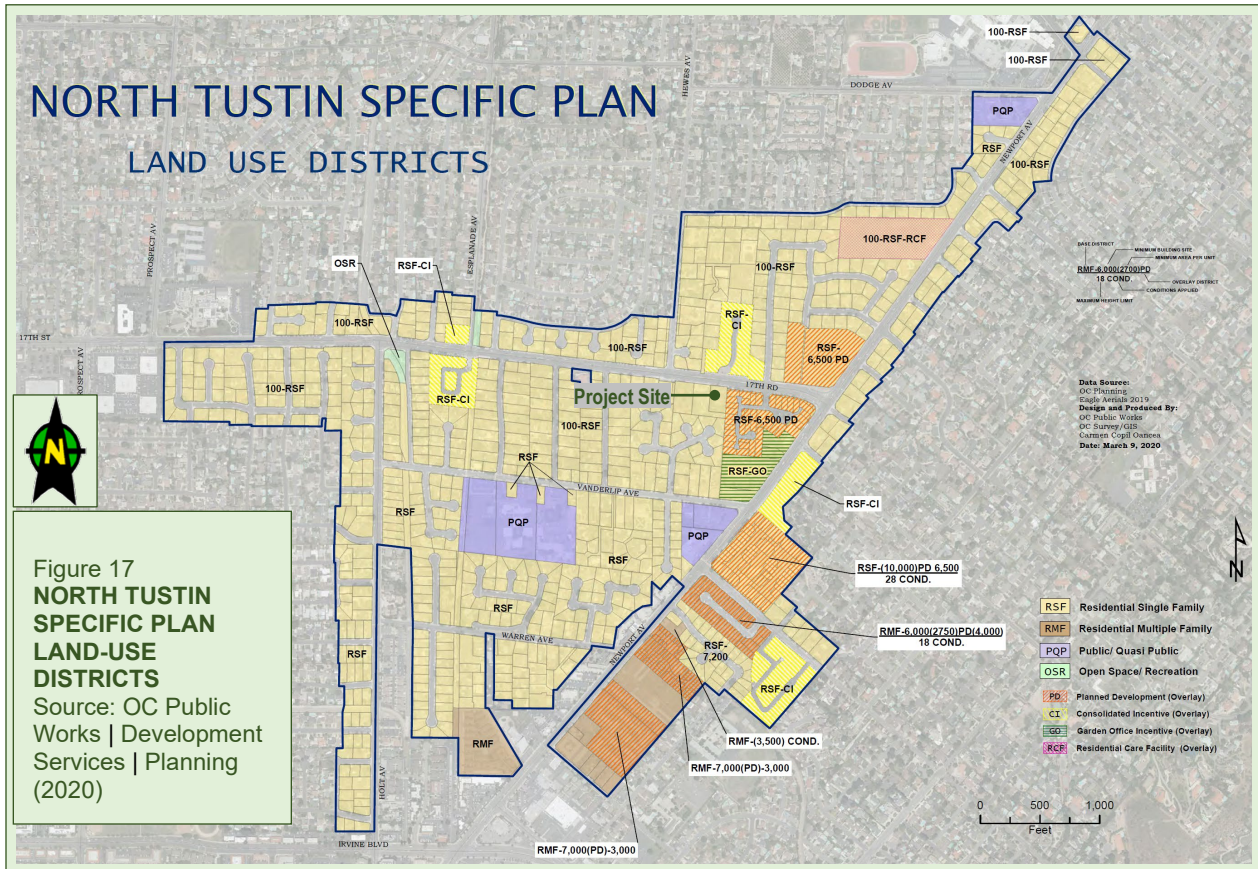 NORTH TUSTIN SPECIFIC PLAN
LAND USE DISTRICTS
100-RSF
100-RSF
HEWES AV
DODGE AV
PQP
RSF
NEWPORT AV
100-RSF
PROSPECT AV
ESPLANADE AV
OSR
RSF-CI
100-RSF-RCF
100-RSF
BASE DISTRICT
MINIMUM BUILDING SITE
MINIMUM AREA PER UNIT
RMF-6,000(2700)PD
18 COND.
OVERLAY DISTRICT
CONDITIONS APPLIED
MAXIMUM HEIGHT LIMIT
17TH ST
100-RSF
100-RSF
RSF-
CI
RSF-
6,500 PD
PROSPECT AV
100-RSF
RSF-CI
17TH RD
Project Site
RSF-6,500 PD
100-RSF
Data Source:
OC Planning
Eagle Aerials 2019
Design and Produced By:
OC Public Works
OC Survey/GIS
Carmen Copil Oancea
Date: March 9, 2020
N
RSF
RSF-GO
VANDERLIP AVE
RSF-CI
RSF
PQP
PQP
RSF
RSF-(10,000)PD 6,500
28 COND.
N
Figure 17
NORTH TUSTIN
SPECIFIC PLAN
LAND-USE
DISTRICTS
Source: OC Public
Works | Development
Services | Planning
(2020)
RSF
WARREN AVE
NEWPORT AV
RSF-
7,200
RMF-6,000(2750)PD(4.000)
18 COND.
RSF
RSF-CI
RMF
RMF-(3,500) COND.
RMF-7,000(PD)-3,000
HOLT AV
IRVINE BLVD
RMF-7,000(PD)-3,000
RSF Residential Single Family
RMF Residential Multiple Family
PQP Public/ Quasi Public
OSR Open Space/ Recreation
PD Planned Development (Overlay)
CI Consolidated Incentive (Overlay)
GO Garden Office Incentive (Overlay)
RCF Residential Care Facility (Overlay)
0 500 1,000
Feet